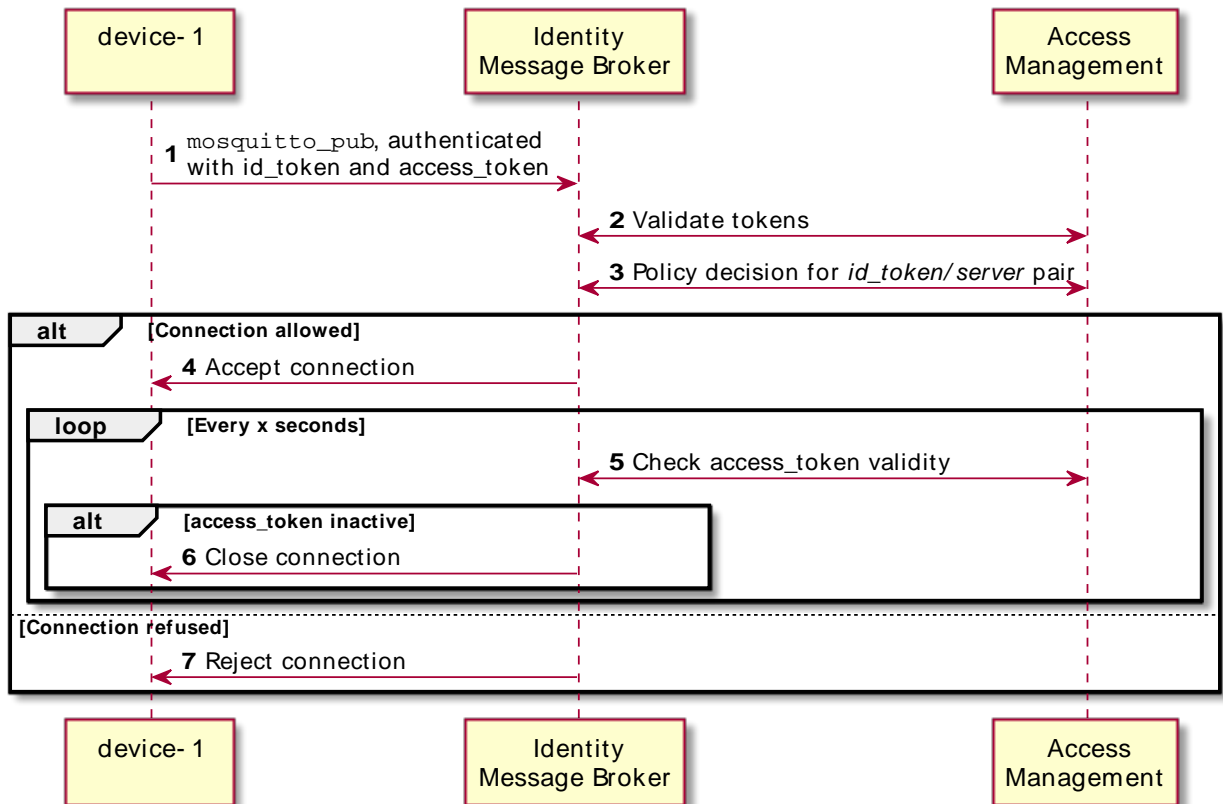 device- 1
Identity
Message Broker
Access
Management
1 mosquitto_pub, authenticated
with id_token and access_token
2 Validate tokens
3 Policy decision for id_token/ server pair
alt [Connection allowed]
4 Accept connection
loop [Every x seconds]
5 Check access_token validity
alt [access_token inactive]
6 Close connection
[Connection refused]
7 Reject connection
device- 1
Identity
Message Broker
Access
Management